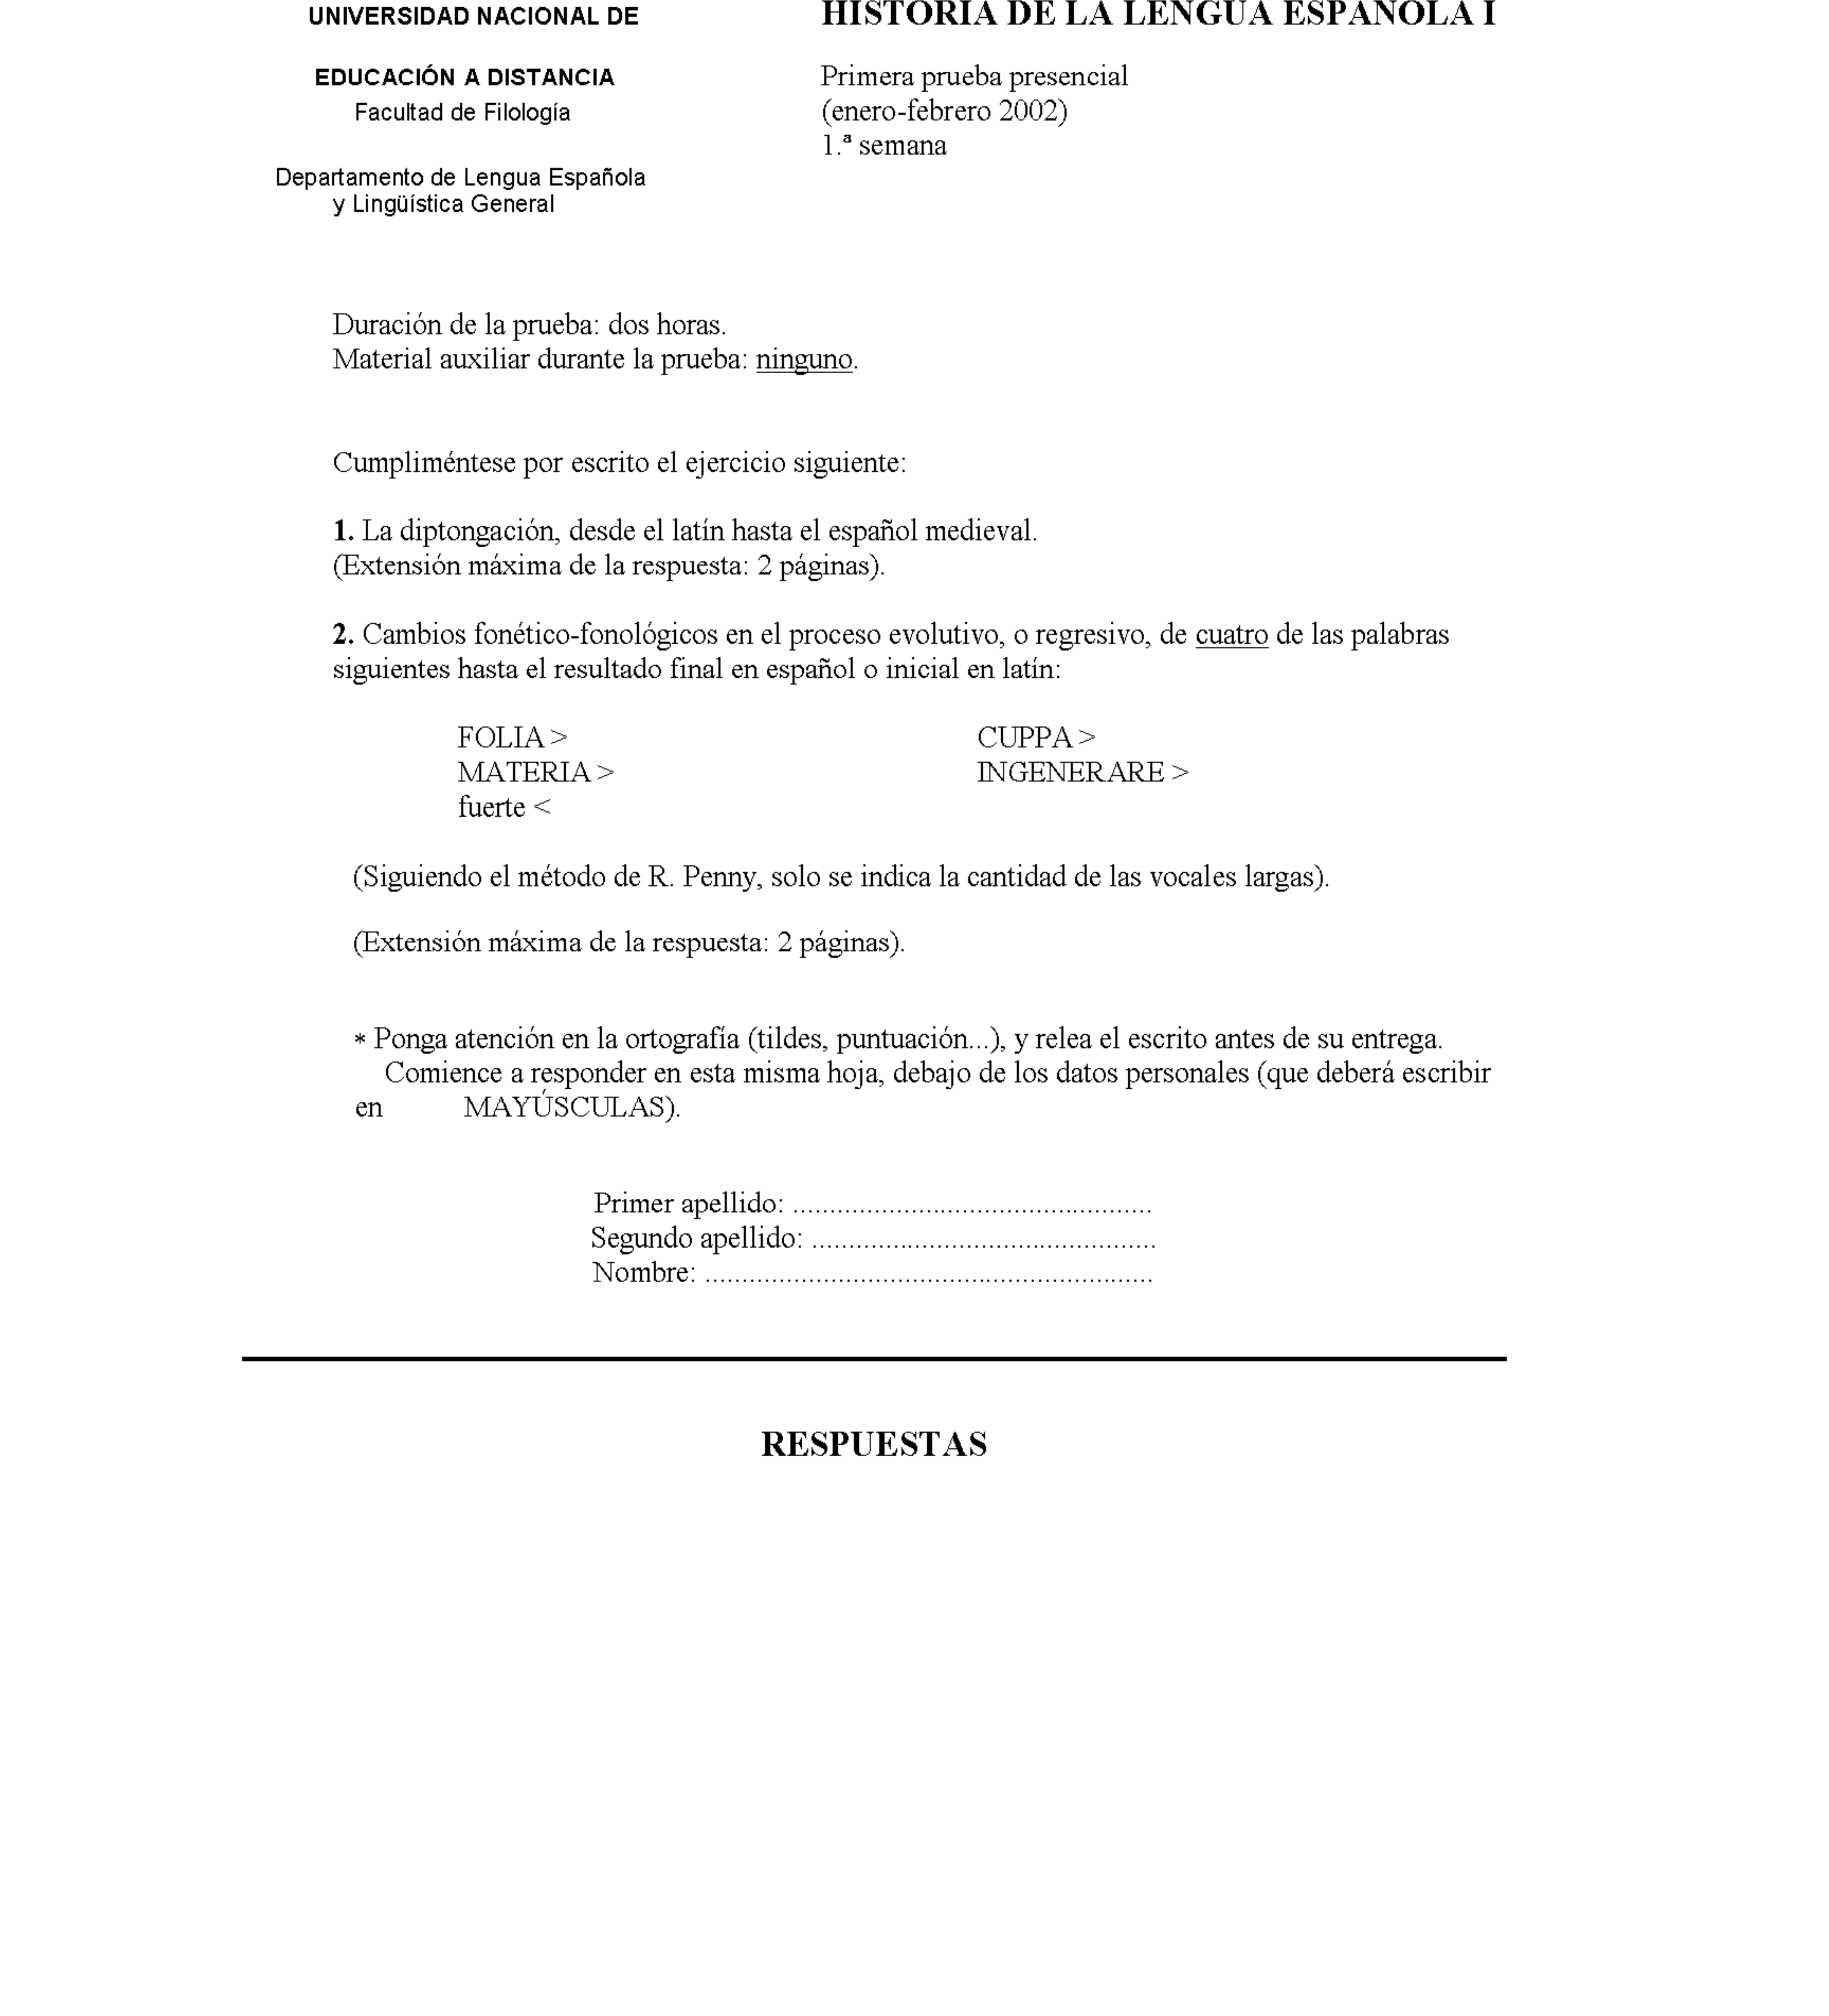 UNIVERSIDAD NACIONAL DE
EDUCACIÓN A DISTANCIA
Facultad de Filología
Departamento de Lengua Española
y Lingüística General
HISTORIA DE LA LENGUA ESPAÑOLA I
Primera prueba presencial
(enero-febrero 2002)
1.ª semana
Duración de la prueba: dos horas.
Material auxiliar durante la prueba: ninguno.
Cumpliméntese por escrito el ejercicio siguiente:
1. La diptongación, desde el latín hasta el español medieval.
(Extensión máxima de la respuesta: 2 páginas).
2. Cambios fonético-fonológicos en el proceso evolutivo, o regresivo, de cuatro de las palabras
siguientes hasta el resultado final en español o inicial en latín:
FOLIA > CUPPA >
MATERIA > INGENERARE >
fuerte <
(Siguiendo el método de R. Penny, solo se indica la cantidad de las vocales largas).
(Extensión máxima de la respuesta: 2 páginas).
* Ponga atención en la ortografía (tildes, puntuación...), y relea el escrito antes de su entrega.
Comience a responder en esta misma hoja, debajo de los datos personales (que deberá escribir
en MAYÚSCULAS).
Primer apellido: .................................................
Segundo apellido: ...............................................
Nombre: .............................................................
RESPUESTAS